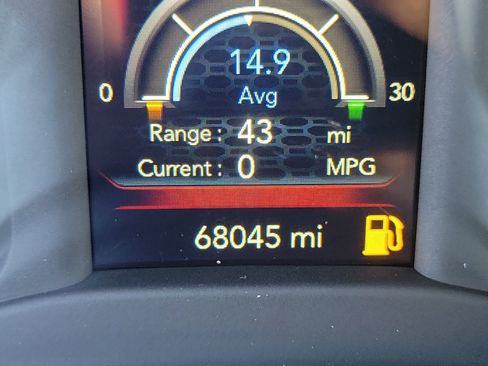 14.9
Avg
0 30
Range : 43 mi
Current : 0 MPG
68045 mi